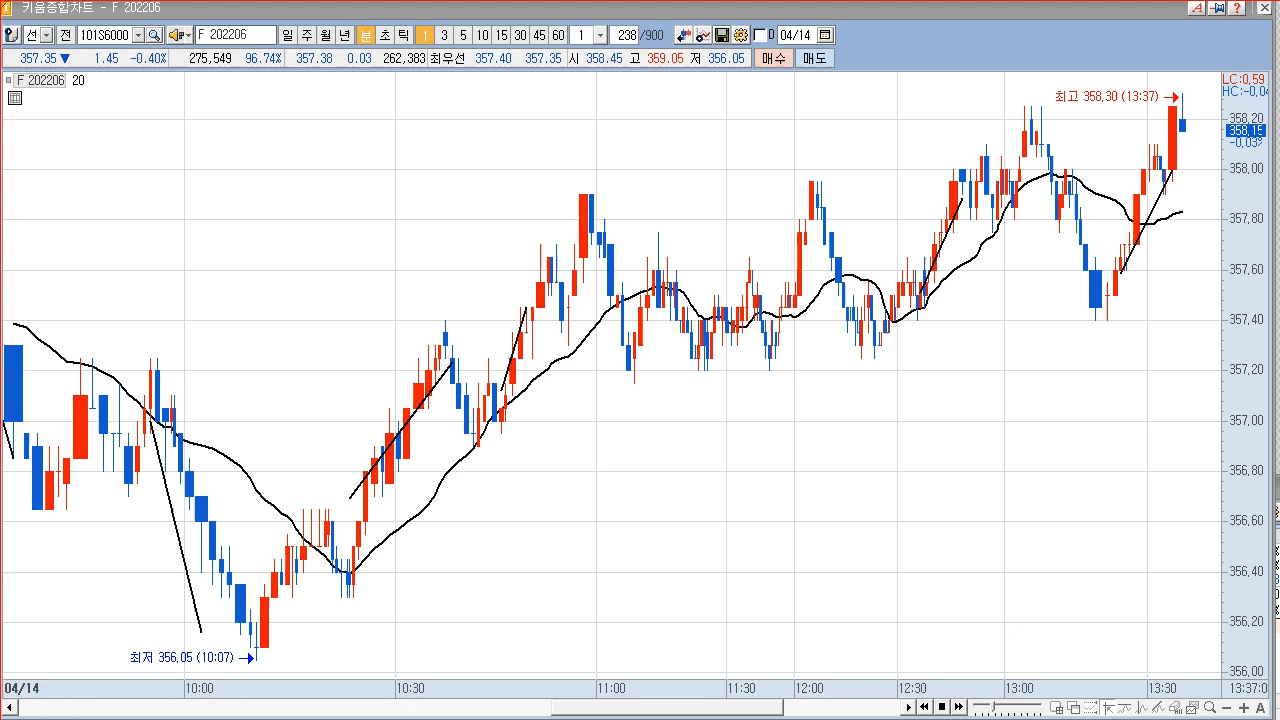 키움종합차트 - F 202206
선 전 10136000 F 202206 일 주 월 년 분 초 틱 1 3 5 10 15 30 45 60 1 238 /900 D 04/14
357.35 ▼ 1.45 -0.40% 275,549 96.74% 357.38 0.03 262,383 최우선 357.40 357.35 시 358.45 고 359.05 저 356.05 매수 매도
F 202206 20
LC:0,59
HC:-0,04
최고 358,30 (13:37)
358,20
358,15
-0,03%
358,00
357,80
357,60
357,40
357,20
357,00
356,80
356,60
356,40
356,20
최저 356,05 (10:07)
356,00
04/14 10:00 10:30 11:00 11:30 12:00 12:30 13:00 13:30 13:37:0